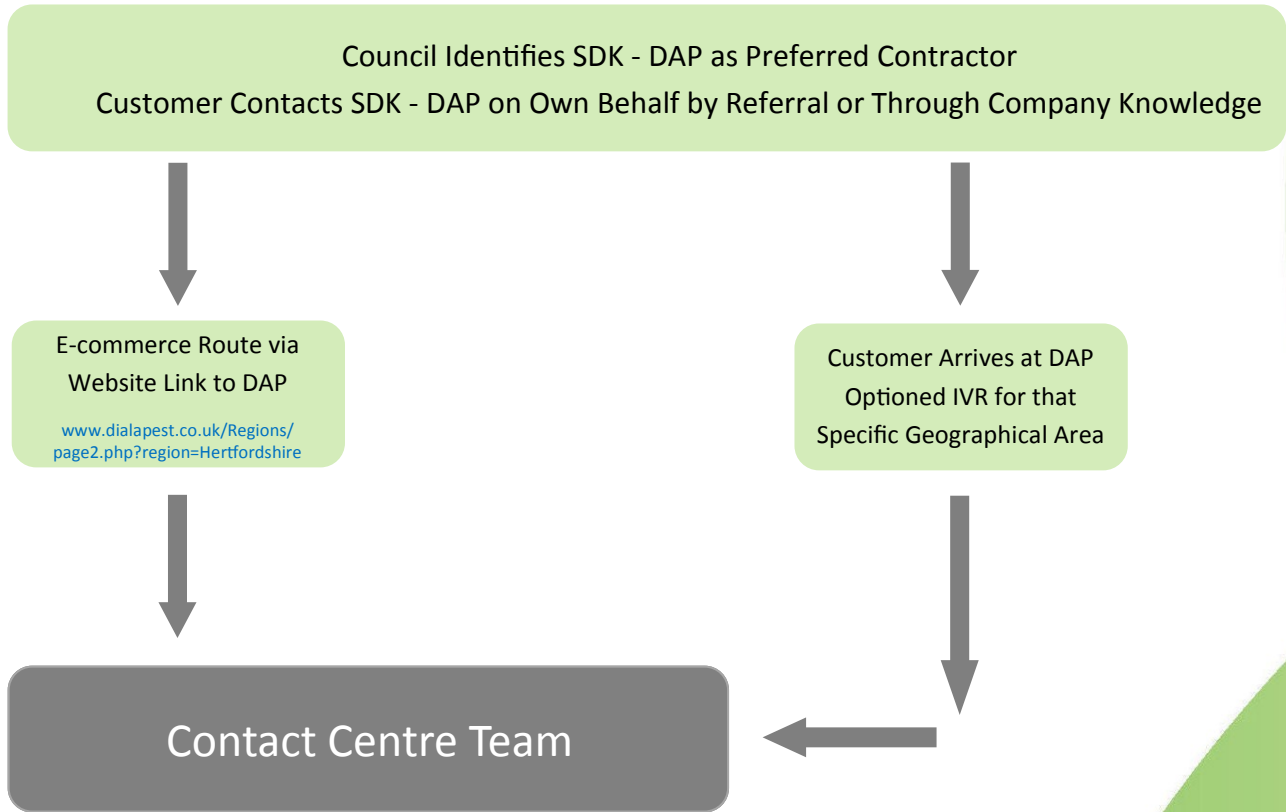 Council Identifies SDK - DAP as Preferred Contractor
Customer Contacts SDK - DAP on Own Behalf by Referral or Through Company Knowledge
E-commerce Route via
Website Link to DAP
www.dialapest.co.uk/Regions/
page2.php?region=Hertfordshire
Customer Arrives at DAP
Optioned IVR for that
Specific Geographical Area
Contact Centre Team